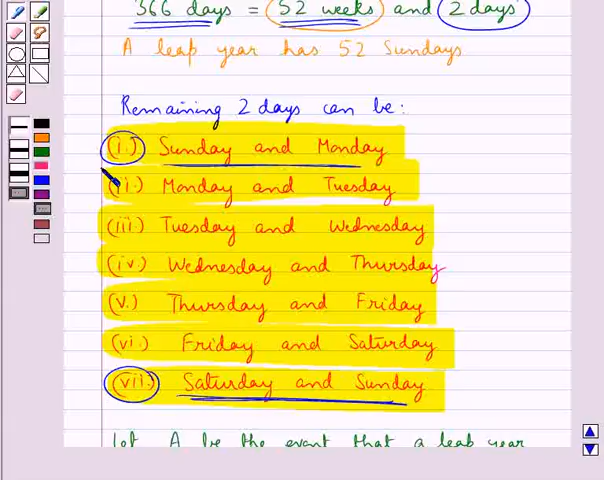 366 days = 52 weeks and 2 days
A leap year has 52 Sundays
Remaining 2 days can be:
(i.) Sunday and Monday
(ii.) Monday and Tuesday
(iii) Tuesday and Wednesday
(iv.) Wednesday and Thursday
(v.) Thursday and Friday
(vi) Friday and Saturday
(vii.) Saturday and Sunday
Let A be the event that a leap year